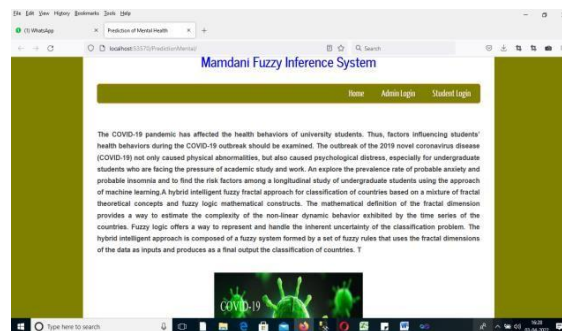 File Edit View History Bookmarks Tools Help
(1) WhatsApp
Prediction of Mental Health
localhost:53570/PredictionMental/
Search
Mamdani Fuzzy Inference System
Home Admin Login Student Login
The COVID-19 pandemic has affected the health behaviors of university students. Thus, factors influencing students'
health behaviors during the COVID-19 outbreak should be examined. The outbreak of the 2019 novel coronavirus disease
(COVID-19) not only caused physical abnormalities, but also caused psychological distress, especially for undergraduate
students who are facing the pressure of academic study and work. An explore the prevalence rate of probable anxiety and
probable insomnia and to find the risk factors among a longitudinal study of undergraduate students using the approach
of machine learning.A hybrid intelligent fuzzy fractal approach for classification of countries based on a mixture of fractal
theoretical concepts and fuzzy logic mathematical constructs. The mathematical definition of the fractal dimension
provides a way to estimate the complexity of the non-linear dynamic behavior exhibited by the time series of the
countries. Fuzzy logic offers a way to represent and handle the inherent uncertainty of the classification problem. The
hybrid intelligent approach is composed of a fuzzy system formed by a set of fuzzy rules that uses the fractal dimensions
of the data as inputs and produces as a final output the classification of countries. T
COVID-19
Type here to search